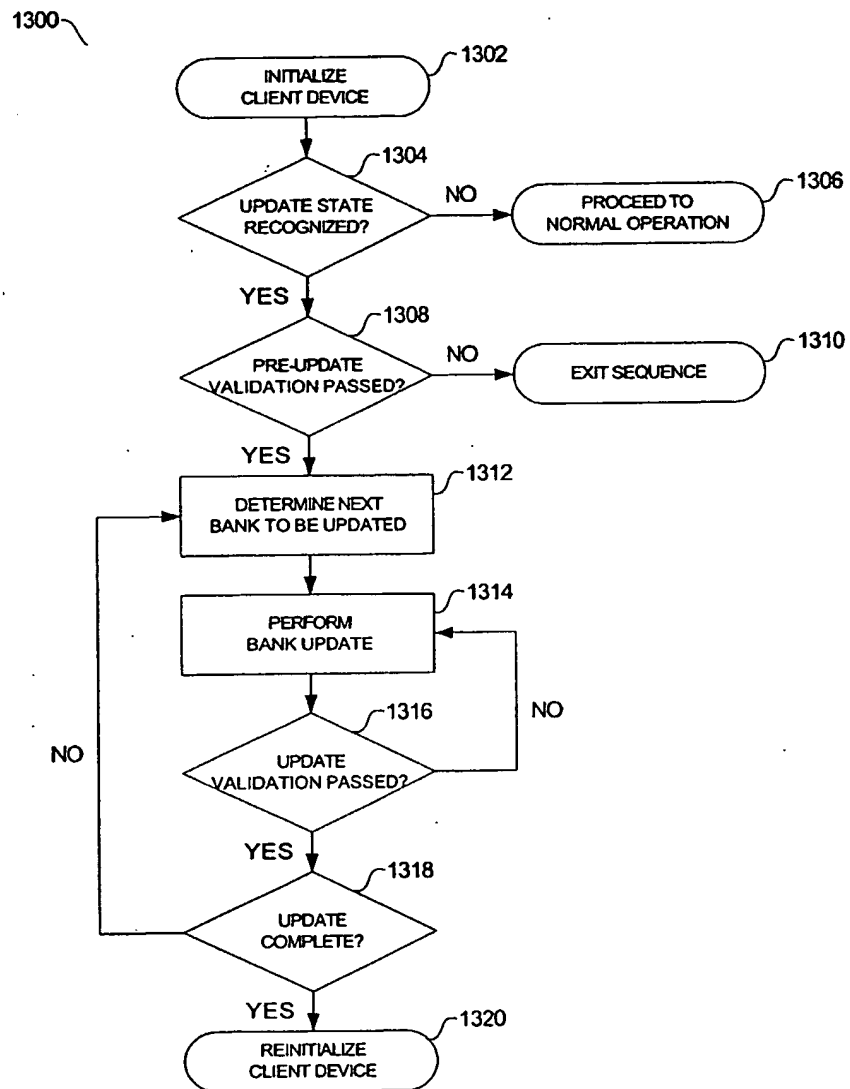 1300
INITIALIZE
CLIENT DEVICE
1302
1304
UPDATE STATE
RECOGNIZED?
NO
PROCEED TO
NORMAL OPERATION
1306
YES
1308
PRE-UPDATE
VALIDATION PASSED?
NO
EXIT SEQUENCE
1310
YES
1312
DETERMINE NEXT
BANK TO BE UPDATED
1314
PERFORM
BANK UPDATE
1316
UPDATE
VALIDATION PASSED?
NO
NO
YES
1318
UPDATE
COMPLETE?
YES
1320
REINITIALIZE
CLIENT DEVICE